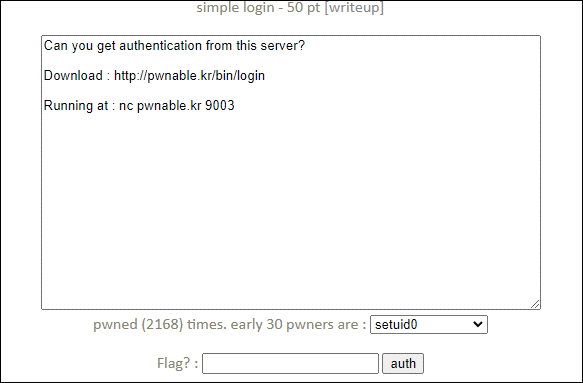 simple login - 50 pt [writeup]
Can you get authentication from this server?
Download : http://pwnable.kr/bin/login
Running at : nc pwnable.kr 9003
pwned (2168) times. early 30 pwners are : setuid0
Flag? : auth